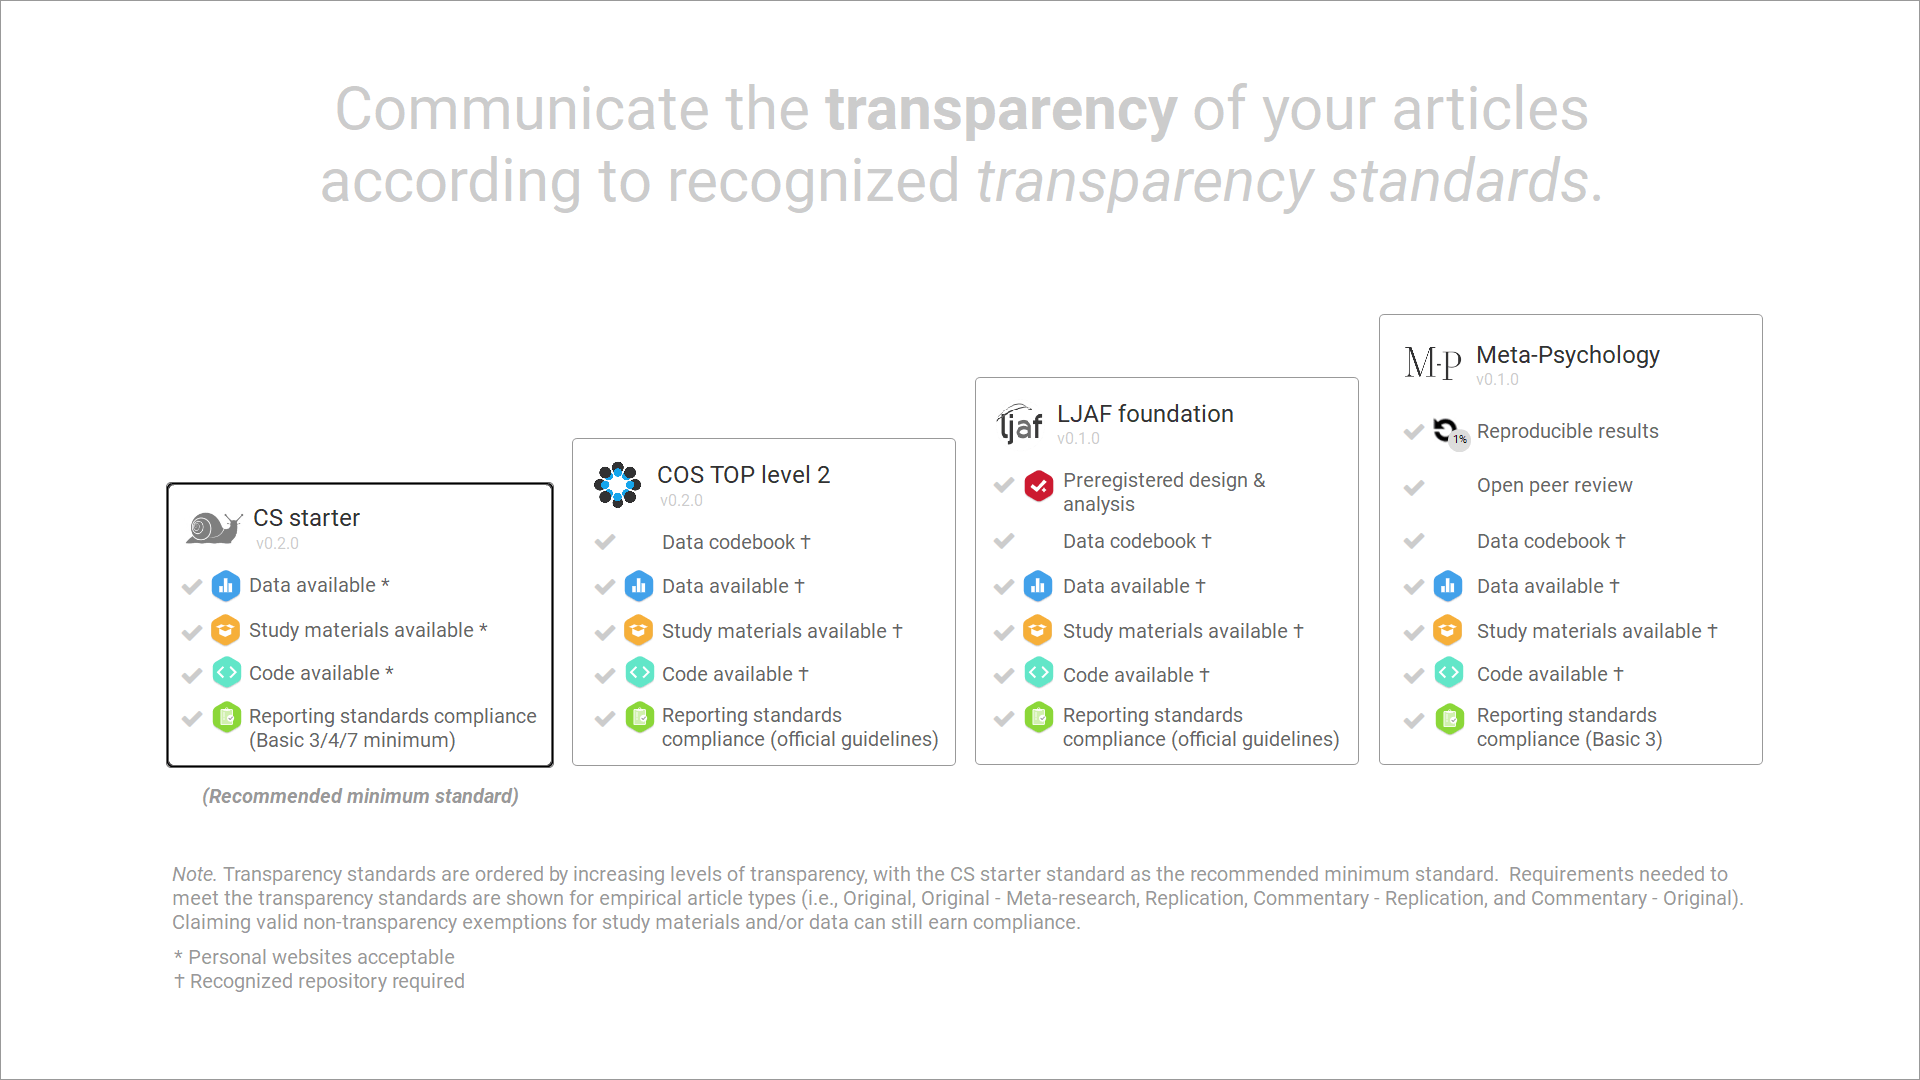 Communicate the transparency of your articles
according to recognized transparency standards.
CS starter
v0.2.0
Data available *
Study materials available *
Code available *
Reporting standards compliance
(Basic 3/4/7 minimum)
(Recommended minimum standard)
COS TOP level 2
v0.2.0
Data codebook †
Data available †
Study materials available †
Code available †
Reporting standards
compliance (official guidelines)
ljaf
LJAF foundation
v0.1.0
Preregistered design &
analysis
Data codebook †
Data available †
Study materials available †
Code available †
Reporting standards
compliance (official guidelines)
M-P
Meta-Psychology
v0.1.0
1%
Reproducible results
Open peer review
Data codebook †
Data available †
Study materials available †
Code available †
Reporting standards
compliance (Basic 3)
Note. Transparency standards are ordered by increasing levels of transparency, with the CS starter standard as the recommended minimum standard. Requirements needed to
meet the transparency standards are shown for empirical article types (i.e., Original, Original - Meta-research, Replication, Commentary - Replication, and Commentary - Original).
Claiming valid non-transparency exemptions for study materials and/or data can still earn compliance.
* Personal websites acceptable
† Recognized repository required